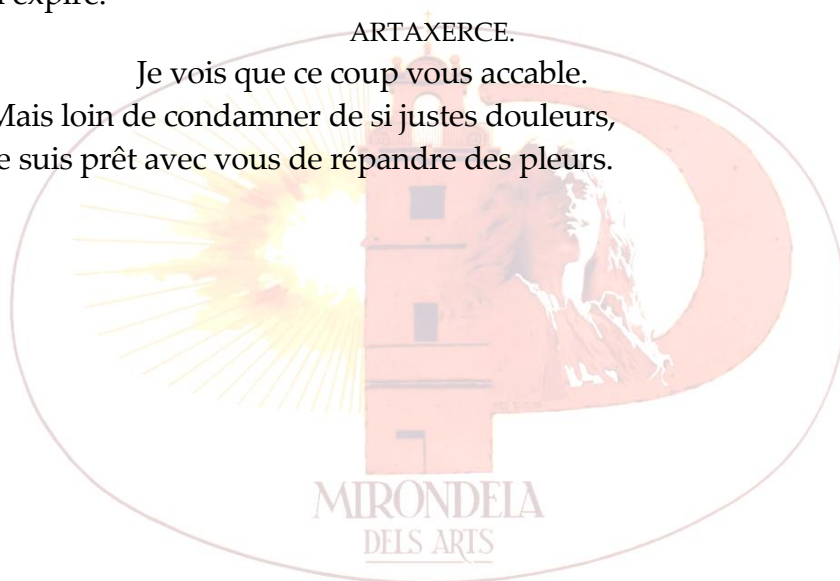 expire.
ARTAXERCE.
Je vois que ce coup vous accable.
Mais loin de condamner de si justes douleurs,
e suis prêt avec vous de répandre des pleurs.
MIRONDELA
DELS ARTS